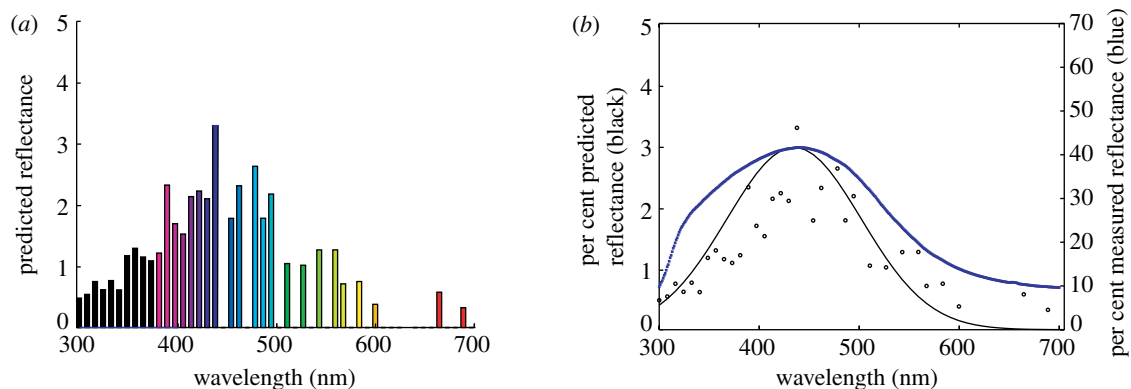 (a)
5
4
3
2
1
0
predicted reflectance
300 400 500 600 700
wavelength (nm)
(b)
5
4
3
2
1
0
per cent predicted
reflectance (black)
300 400 500 600 700
wavelength (nm)
70
60
50
40
30
20
10
0
per cent measured reflectance (blue)